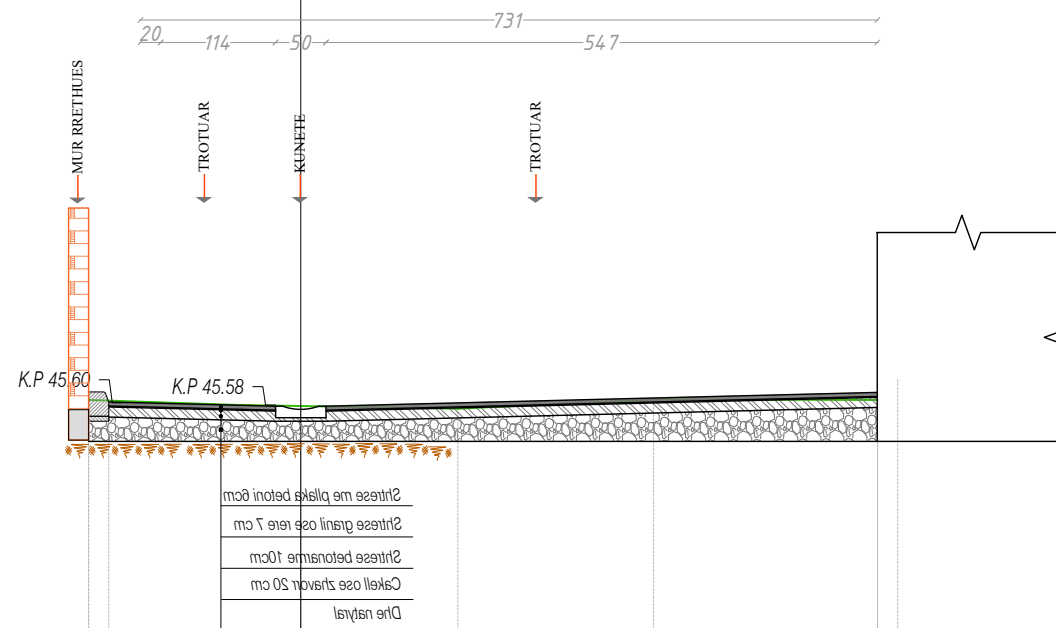 731
20 114 50 547
MUR RRETHUES
TROTUAR
KUNETE
TROTUAR
K.P 45.60
K.P 45.58
Shtrese me pllaka betoni 6cm
Shtrese granil ose rere 7 cm
Shtrese betonarme 10cm
Cakell ose zhavorr 20 cm
Dhe natyral